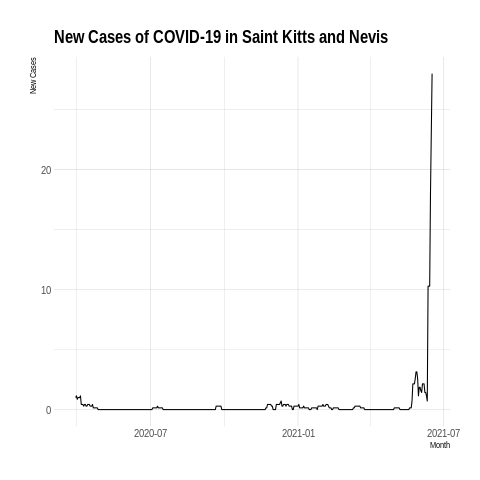 New Cases of COVID-19 in Saint Kitts and Nevis
New Cases
20
10
0
2020-07
2021-01
2021-07
Month